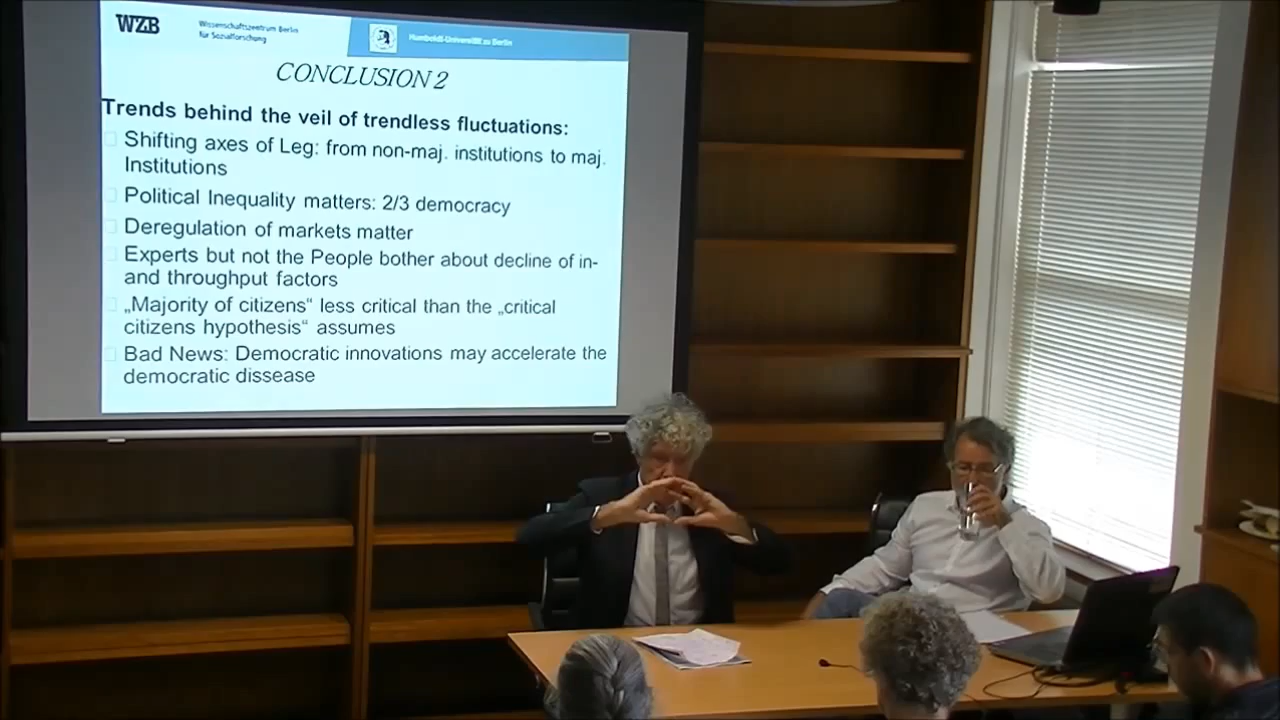 WZB
Wissenschaftszentrum Berlin
für Sozialforschung
Humboldt-Universität zu Berlin
CONCLUSION 2
Trends behind the veil of trendless fluctuations:
Shifting axes of Leg: from non-maj. institutions to maj.
Institutions
Political Inequality matters: 2/3 democracy
Deregulation of markets matter
Experts but not the People bother about decline of in-
and throughput factors
„Majority of citizens“ less critical than the „critical
citizens hypothesis“ assumes
Bad News: Democratic innovations may accelerate the
democratic dissease